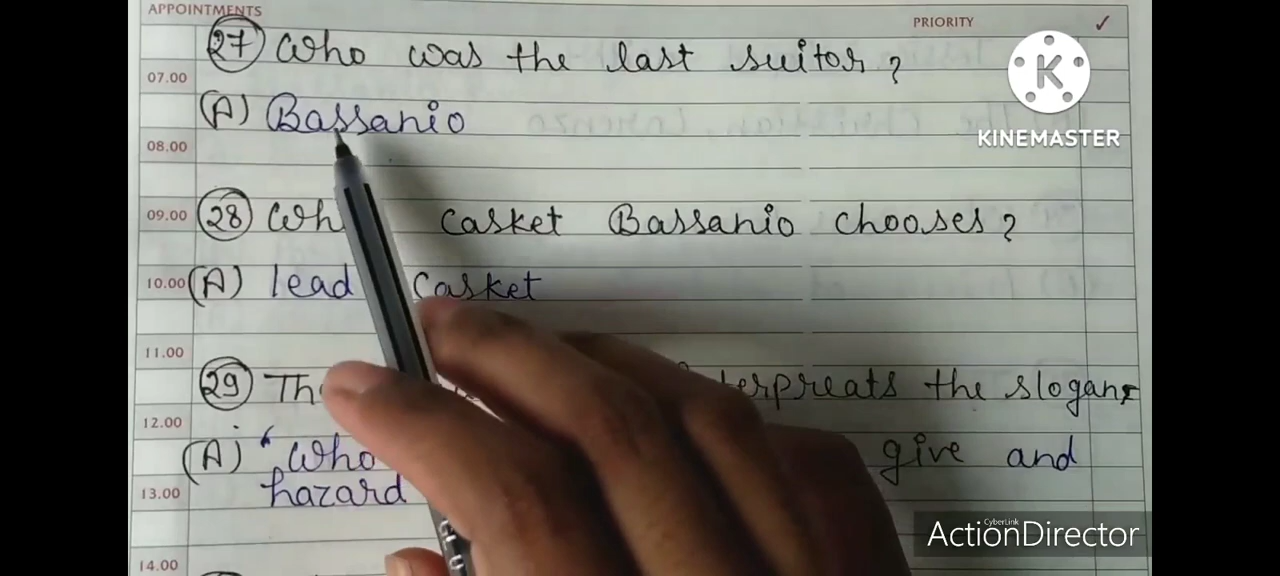 APPOINTMENTS PRIORITY ✓
27 Who was the last suitor ?
07.00
(A) Bassanio
08.00
09.00 28 casket Bassanio chooses ?
10.00 (A) lead casket
11.00
29 the slogans
12.00
(A) "Who give and
13.00 hazard
14.00
KINEMASTER
CyberLink
ActionDirector